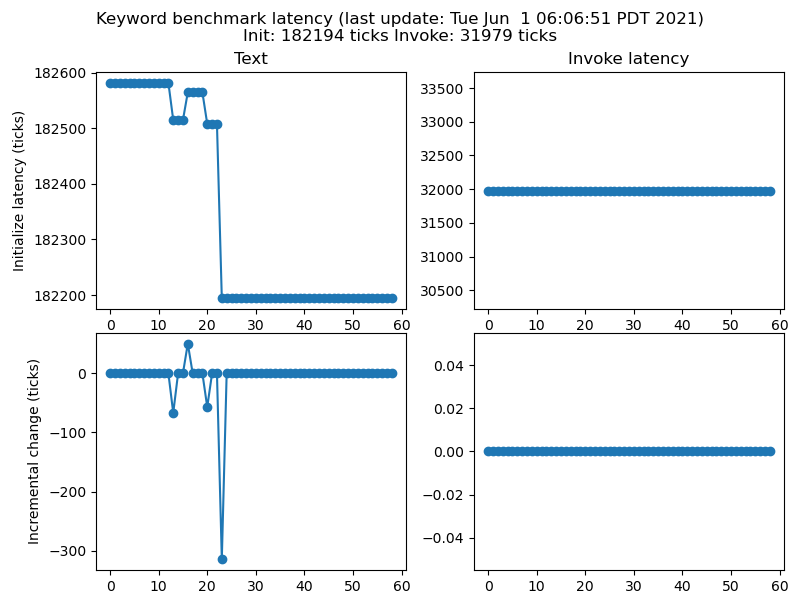 Keyword benchmark latency (last update: Tue Jun  1 06:06:51 PDT 2021)
Init: 182194 ticks Invoke: 31979 ticks
Text
Initialize latency (ticks)
182600
182500
182400
182300
182200
0 10 20 30 40 50 60
Invoke latency
33500
33000
32500
32000
31500
31000
30500
0 10 20 30 40 50 60
Incremental change (ticks)
0
−100
−200
−300
0 10 20 30 40 50 60
0.04
0.02
0.00
−0.02
−0.04
0 10 20 30 40 50 60